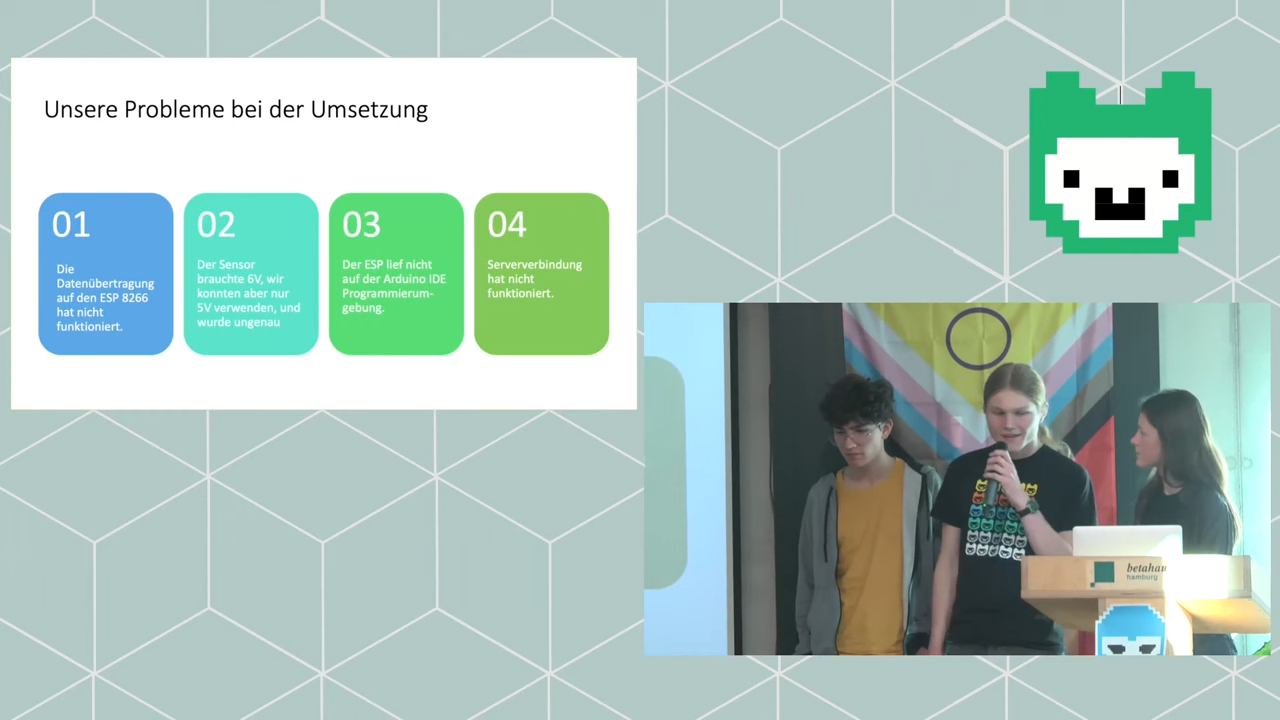 Unsere Probleme bei der Umsetzung
01
Die
Datenübertragung
auf den ESP 8266
hat nicht
funktioniert.
02
Der Sensor
brauchte 6V, wir
konnten aber nur
5V verwenden, und
wurde ungenau
03
Der ESP lief nicht
auf der Arduino IDE
Programmierum-
gebung.
04
Serververbindung
hat nicht
funktioniert.
betahau
hamburg